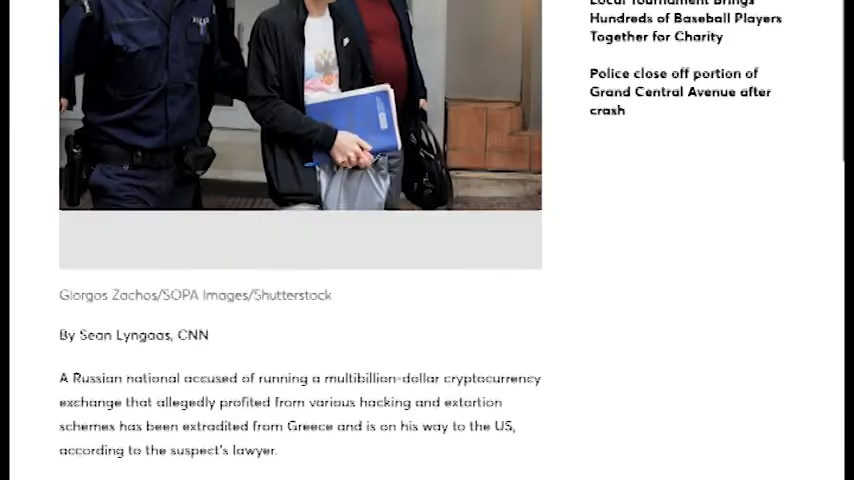 Local Tournament Brings
Hundreds of Baseball Players
Together for Charity
Police close off portion of
Grand Central Avenue after
crash
Giorgos Zachos/SOPA Images/Shutterstock
By Sean Lyngaas, CNN
A Russian national accused of running a multibillion-dollar cryptocurrency
exchange that allegedly profited from various hacking and extortion
schemes has been extradited from Greece and is on his way to the US,
according to the suspect's lawyer.